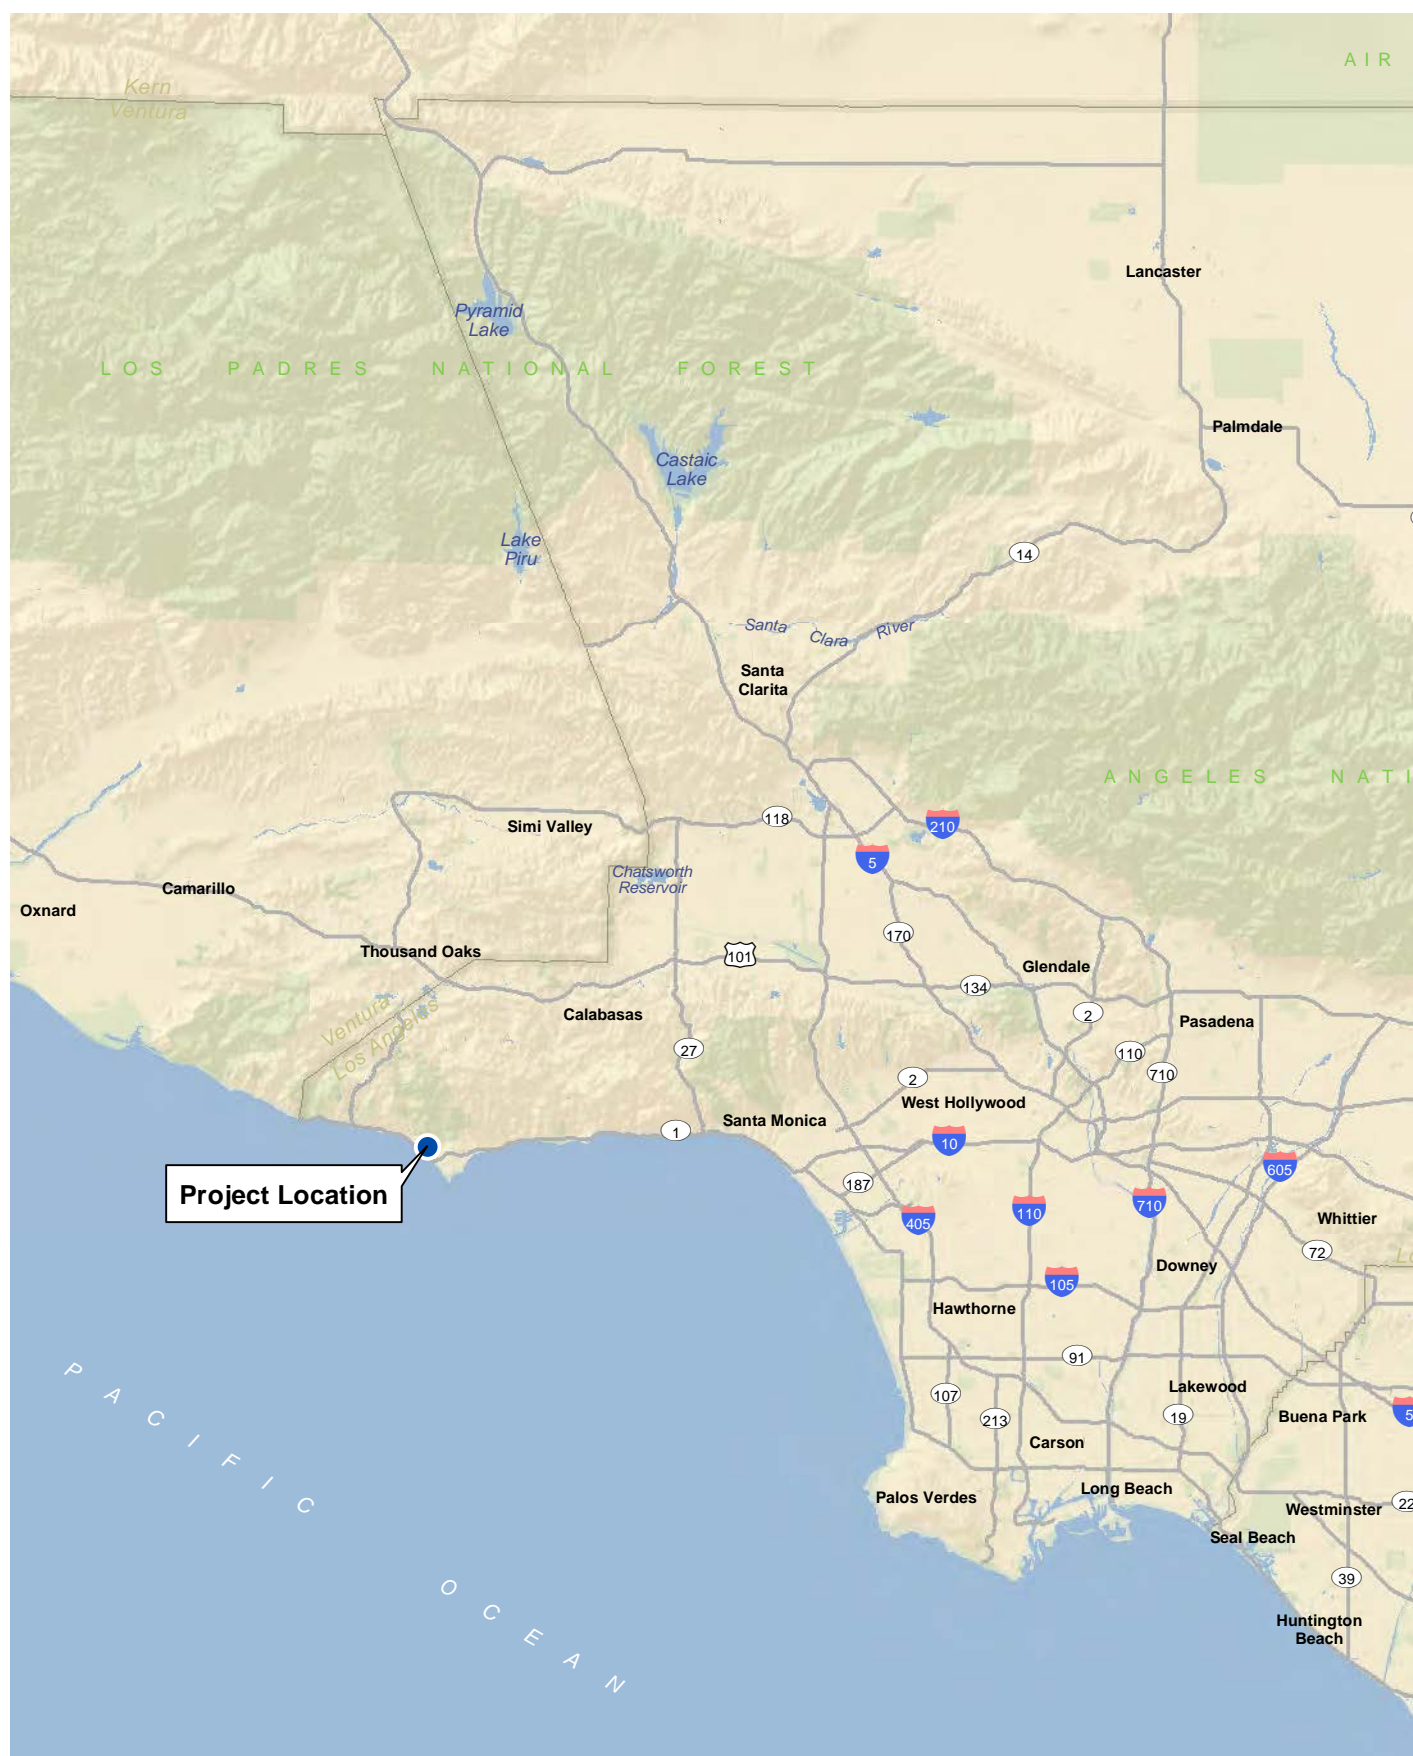 AIR
Kern
Ventura
Lancaster
Pyramid
Lake
LOS PADRES NATIONAL FOREST
Palmdale
Castaic
Lake
Lake
Piru
14
Santa Clara River
Santa
Clarita
ANGELES NATI
118
210
Simi Valley
5
Chatsworth
Reservoir
Camarillo
Oxnard
170
Thousand Oaks
101
Glendale
134
Ventura
Los Angeles
Calabasas
2
Pasadena
27
110
2
710
West Hollywood
Santa Monica
1
10
605
Project Location
187
710
405
110
Whittier
72
Lo
Downey
105
Hawthorne
91
PACIFIC
Lakewood
107
19
5
213
Buena Park
Carson
Palos Verdes
Long Beach
22
Westminster
Seal Beach
39
OCEAN
Huntington
Beach